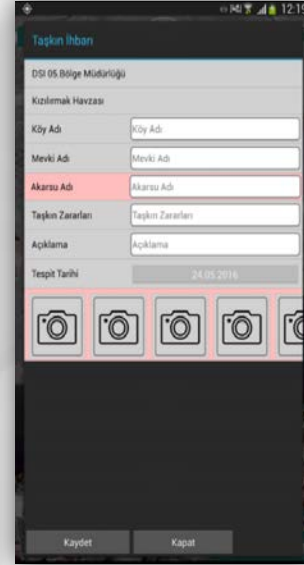 12:19
Taşkın İhbarı
DSI 05.Bölge Müdürlüğü
Kızılırmak Havzası
Köy Adı Köy Adı
Mevki Adı Mevki Adı
Akarsu Adı Akarsu Adı
Taşkın Zararları Taşkın Zararları
Açıklama Açıklama
Tespit Tarihi 24.05.2016
Kaydet Kapat